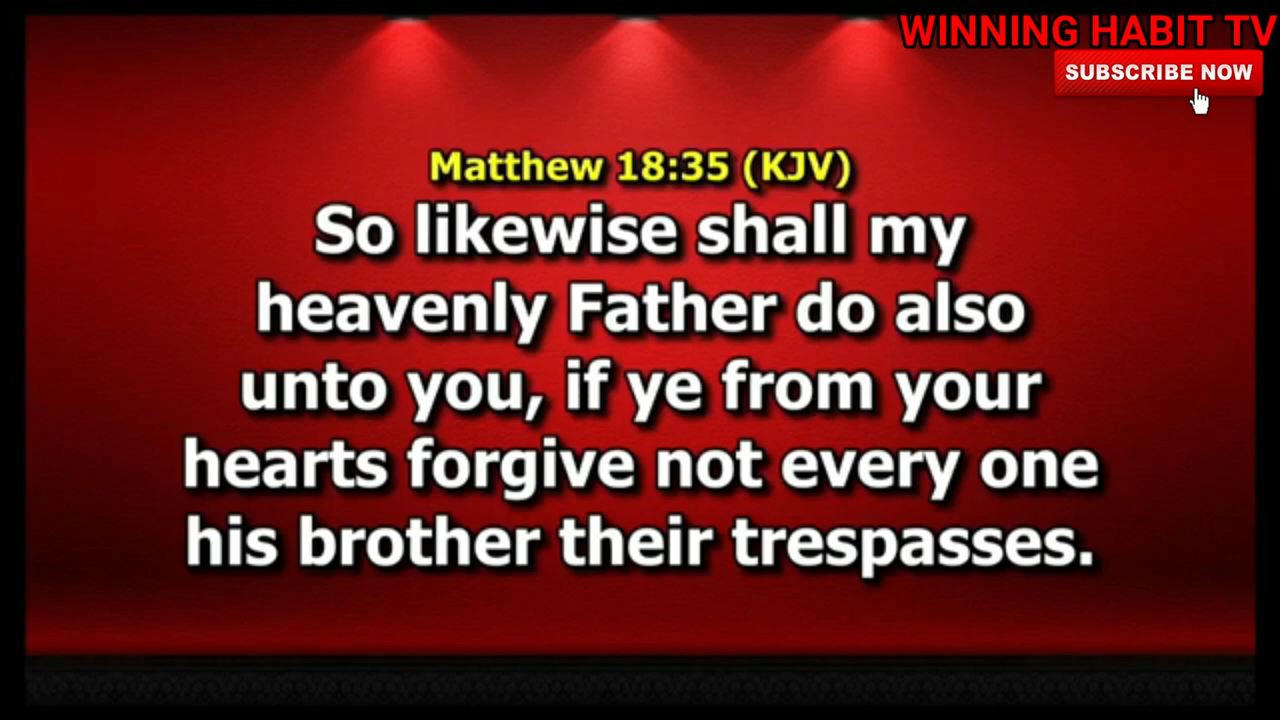 WINNING HABIT TV
SUBSCRIBE NOW
Matthew 18:35 (KJV)
So likewise shall my
heavenly Father do also
unto you, if ye from your
hearts forgive not every one
his brother their trespasses.